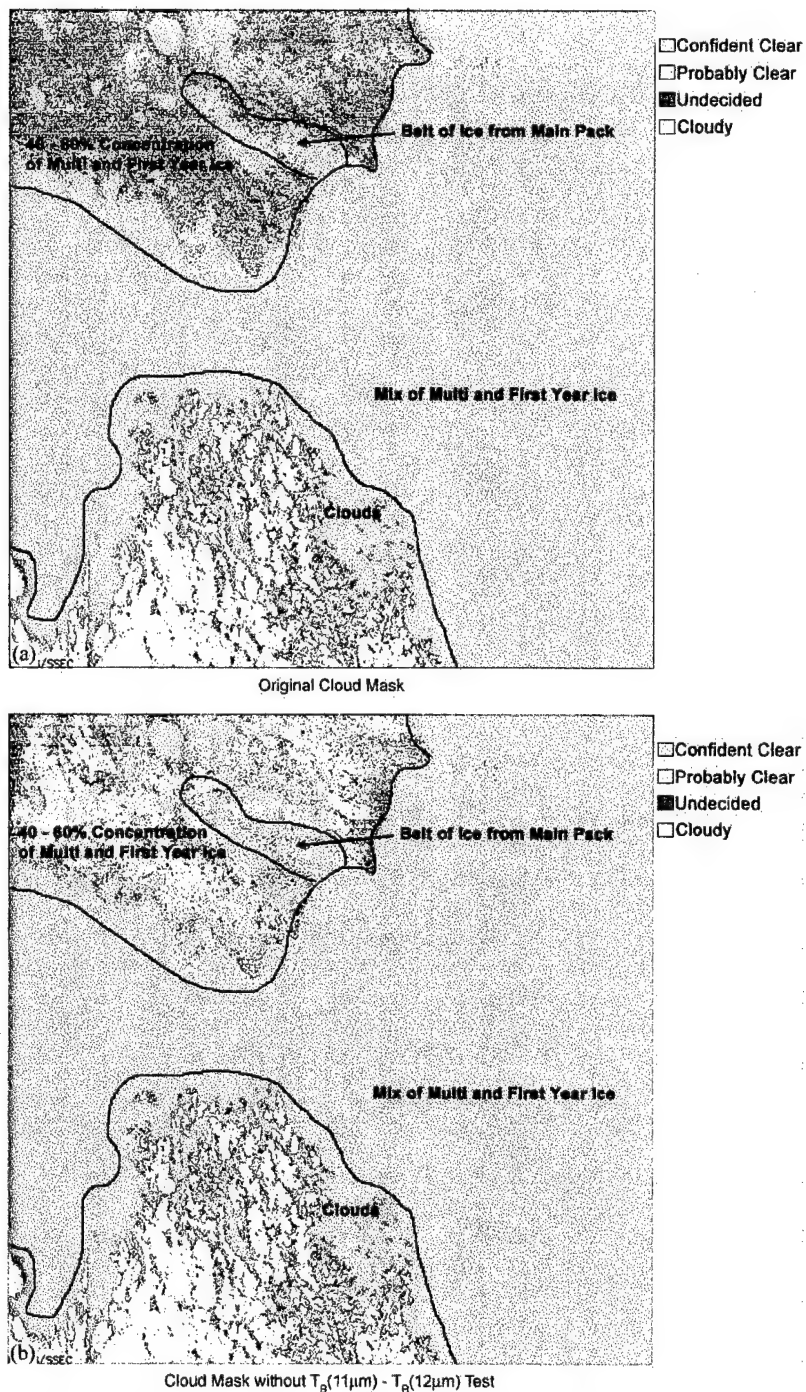 Confident Clear
Probably Clear
Undecided
Cloudy
Belt of Ice from Main Pack
40 - 60% Concentration
of Multi and First Year Ice
Mix of Multi and First Year Ice
Clouds
(a)
/SSEC
Original Cloud Mask
Confident Clear
Probably Clear
Undecided
Cloudy
40 - 60% Concentration
of Multi and First Year Ice
Belt of Ice from Main Pack
Mix of Multi and First Year Ice
Clouds
(b)
/SSEC
Cloud Mask without T_B(11µm) - T_B(12µm) Test